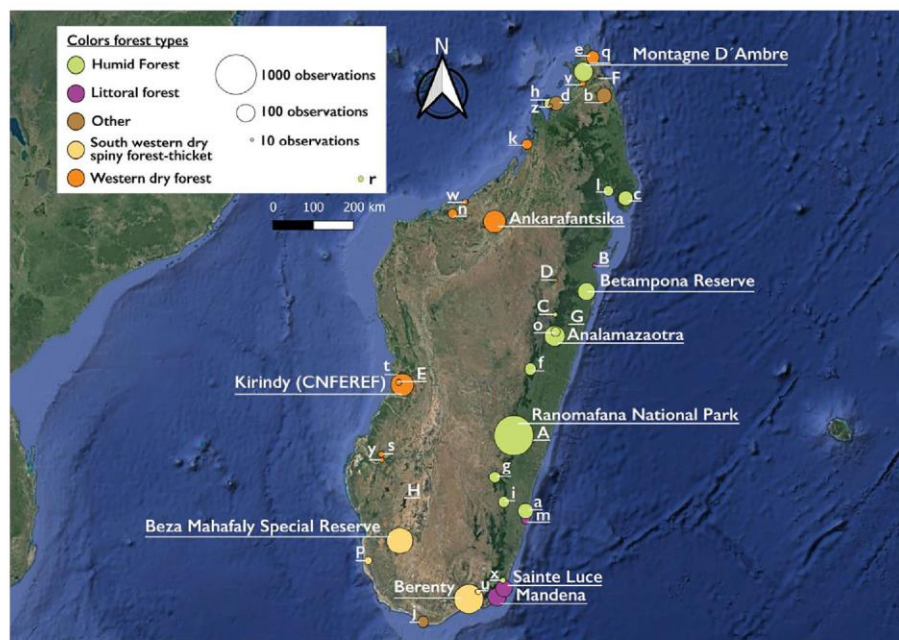 Colors forest types
Humid Forest
Littoral forest
Other
South western dry
spiny forest-thicket
Western dry forest
1000 observations
100 observations
10 observations
r
0 100 200 km
N
e q
Montagne D´Ambre
v F
h d b
z
k
l c
w
n
Ankarafantsika
B
D
Betampona Reserve
C G
o
Analamazaotra
f
t E
Kirindy (CNFEREF)
Ranomafana National Park
A
y s
g
H
i a
m
Beza Mahafaly Special Reserve
p
x
Sainte Luce
Berenty u
Mandena
j